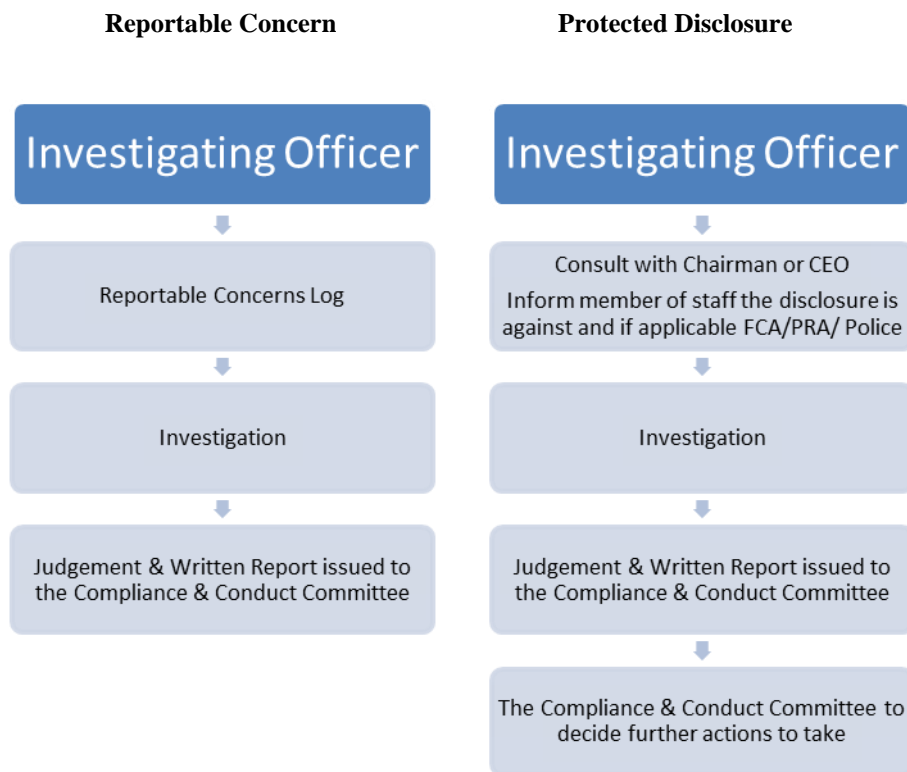 Reportable Concern
Investigating Officer
Reportable Concerns Log
Investigation
Judgement & Written Report issued to
the Compliance & Conduct Committee
Protected Disclosure
Investigating Officer
Consult with Chairman or CEO
Inform member of staff the disclosure is
against and if applicable FCA/PRA/ Police
Investigation
Judgement & Written Report issued to
the Compliance & Conduct Committee
The Compliance & Conduct Committee to
decide further actions to take